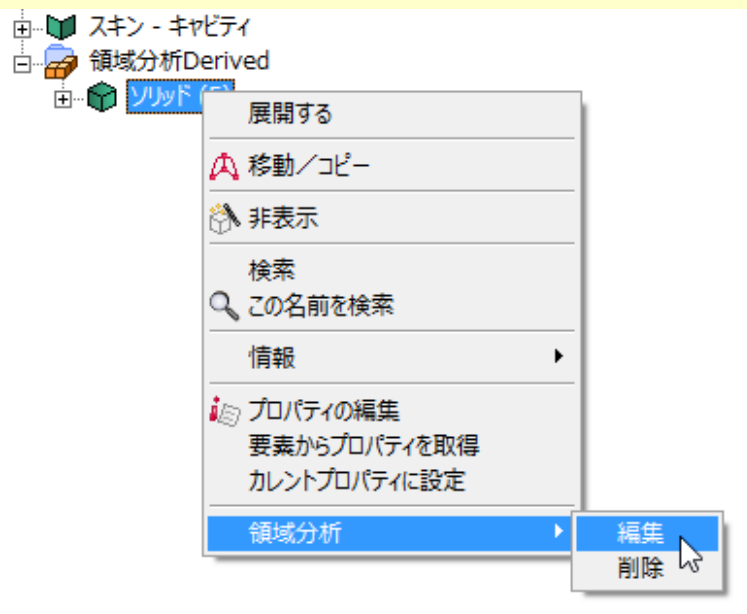 スキン - キャビティ
領域分析Derived
ソリッド
展開する
移動／コピー
非表示
検索
この名前を検索
情報
プロパティの編集
要素からプロパティを取得
カレントプロパティに設定
領域分析
編集
削除